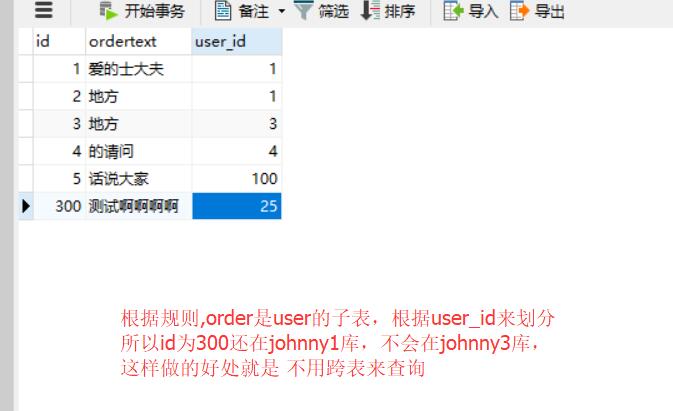 开始事务 备注 筛选 排序 导入 导出
id ordertext user_id
1 爱的士大夫 1
2 地方 1
3 地方 3
4 的请问 4
5 话说大家 100
300 测试啊啊啊啊 25
根据规则,order是user的子表，根据user_id来划分
所以id为300还在johnny1库，不会在johnny3库，
这样做的好处就是 不用跨表来查询